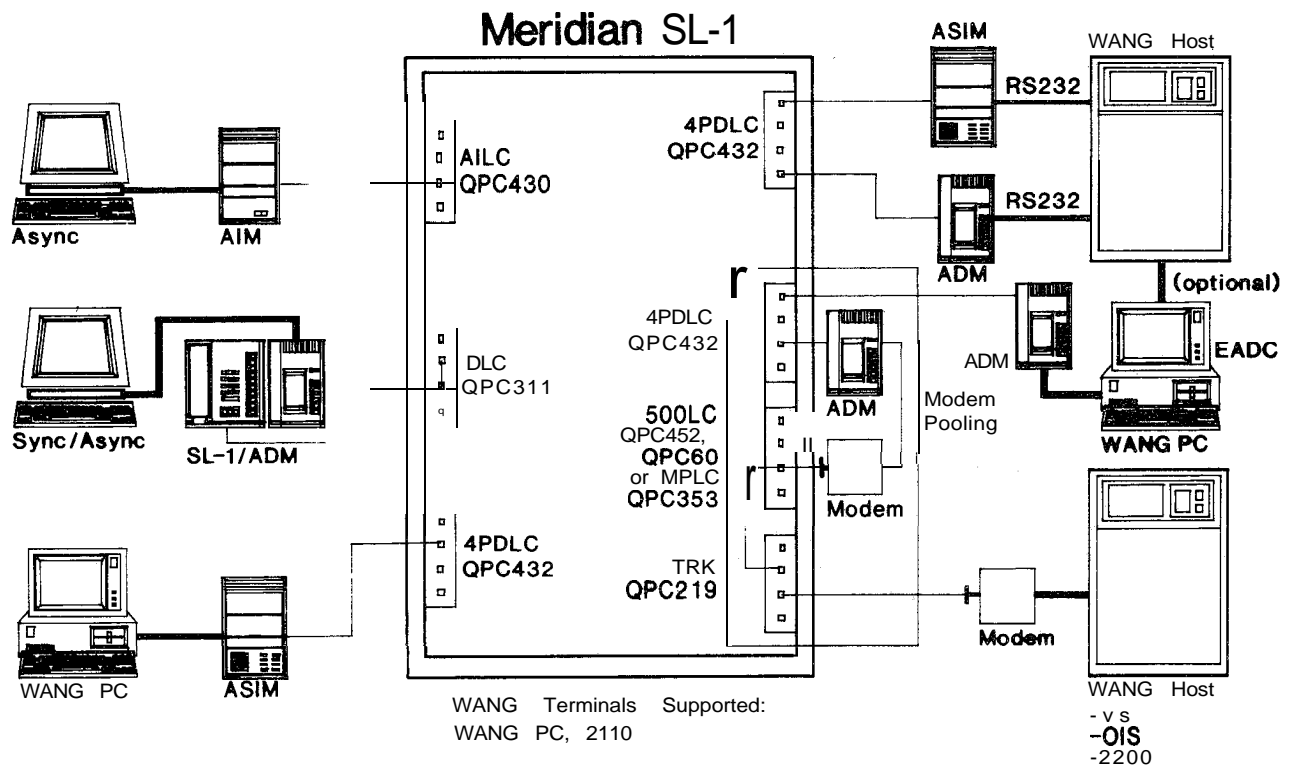 Meridian SL-1
ASIM
WANG Host
RS232
4PDLC
QPC432
AILC
QPC430
Async
AIM
RS232
ADM
(optional)
4PDLC
QPC432
ADM
ADM
EADC
DLC
QPC311
Sync/Async
SL-1/ADM
500LC
QPC452,
QPC60
or MPLC
QPC353
Modem
Pooling
WANG PC
Modem
4PDLC
QPC432
TRK
QPC219
Modem
WANG PC
ASIM
WANG Terminals Supported:
WANG PC, 2110
WANG Host
-vs
-OIS
-2200